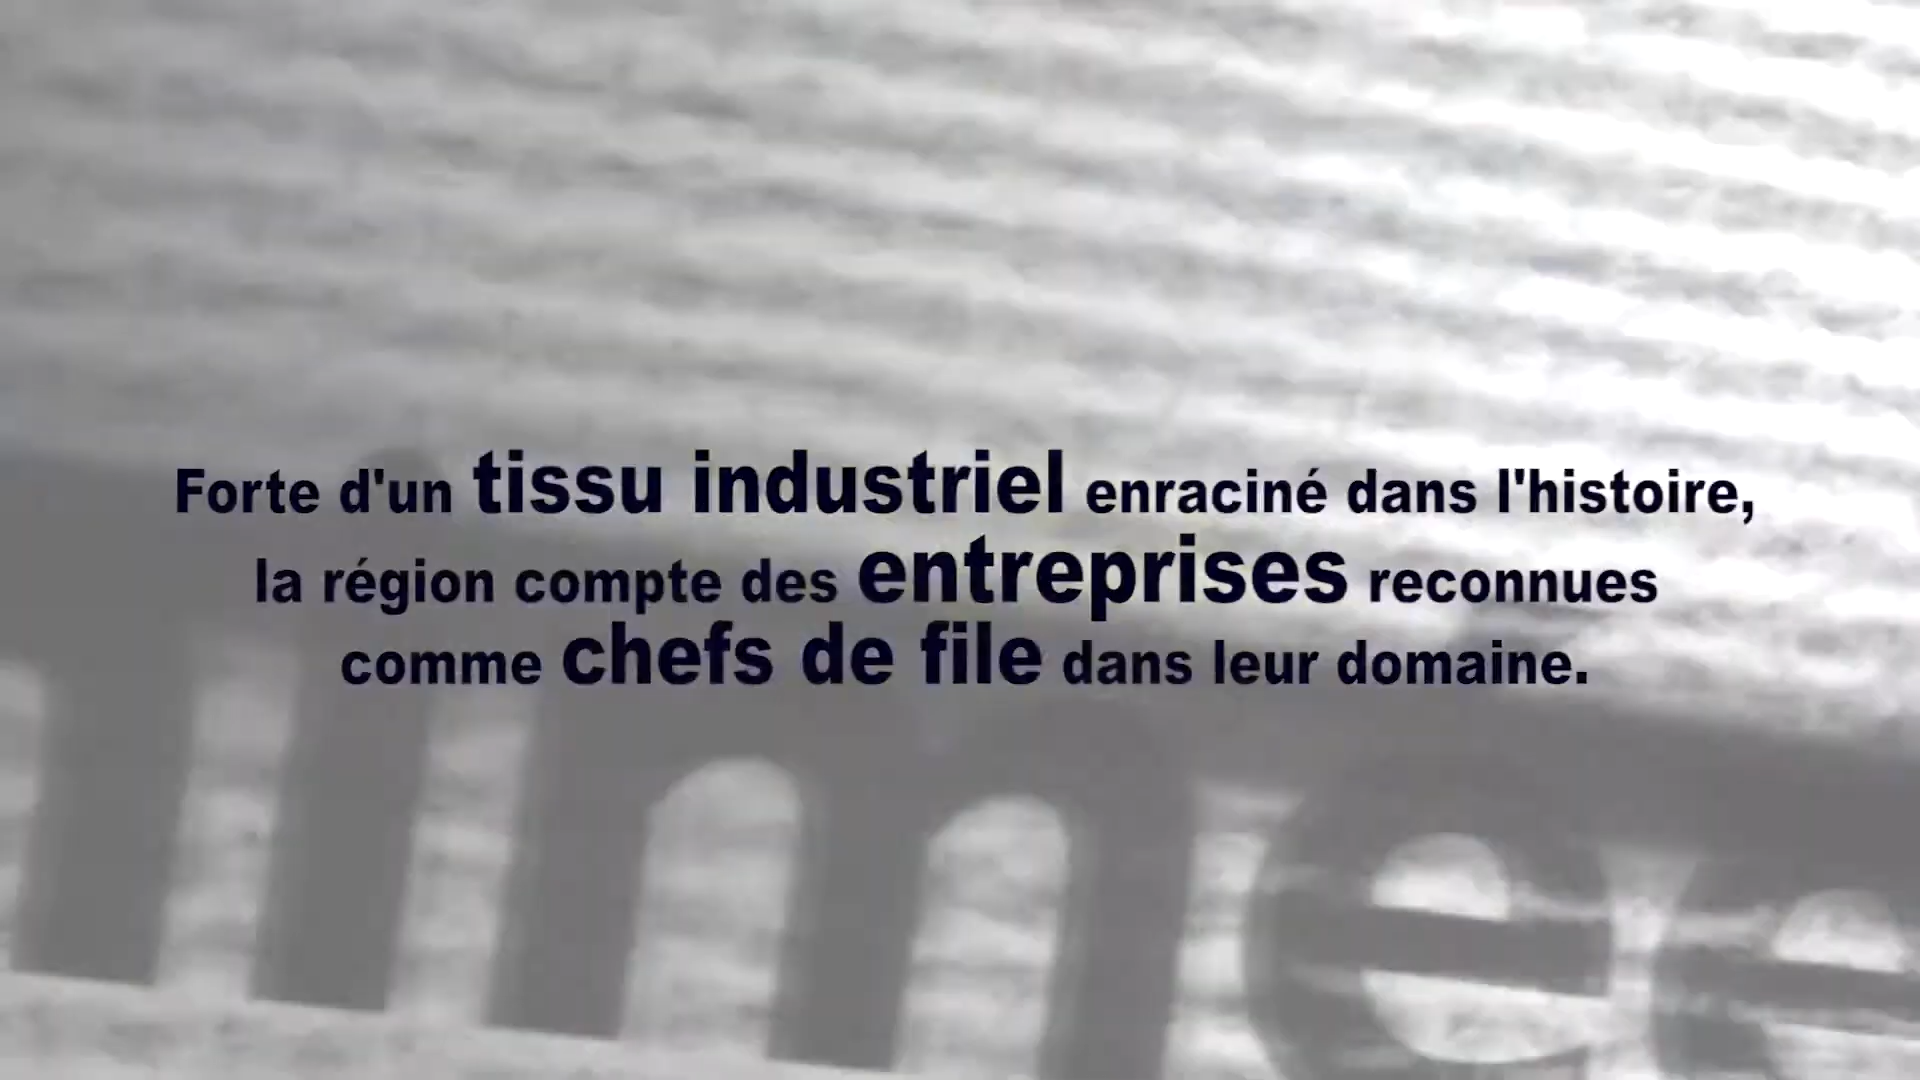 Forte d'un tissu industriel enraciné dans l'histoire,
la région compte des entreprises reconnues
comme chefs de file dans leur domaine.